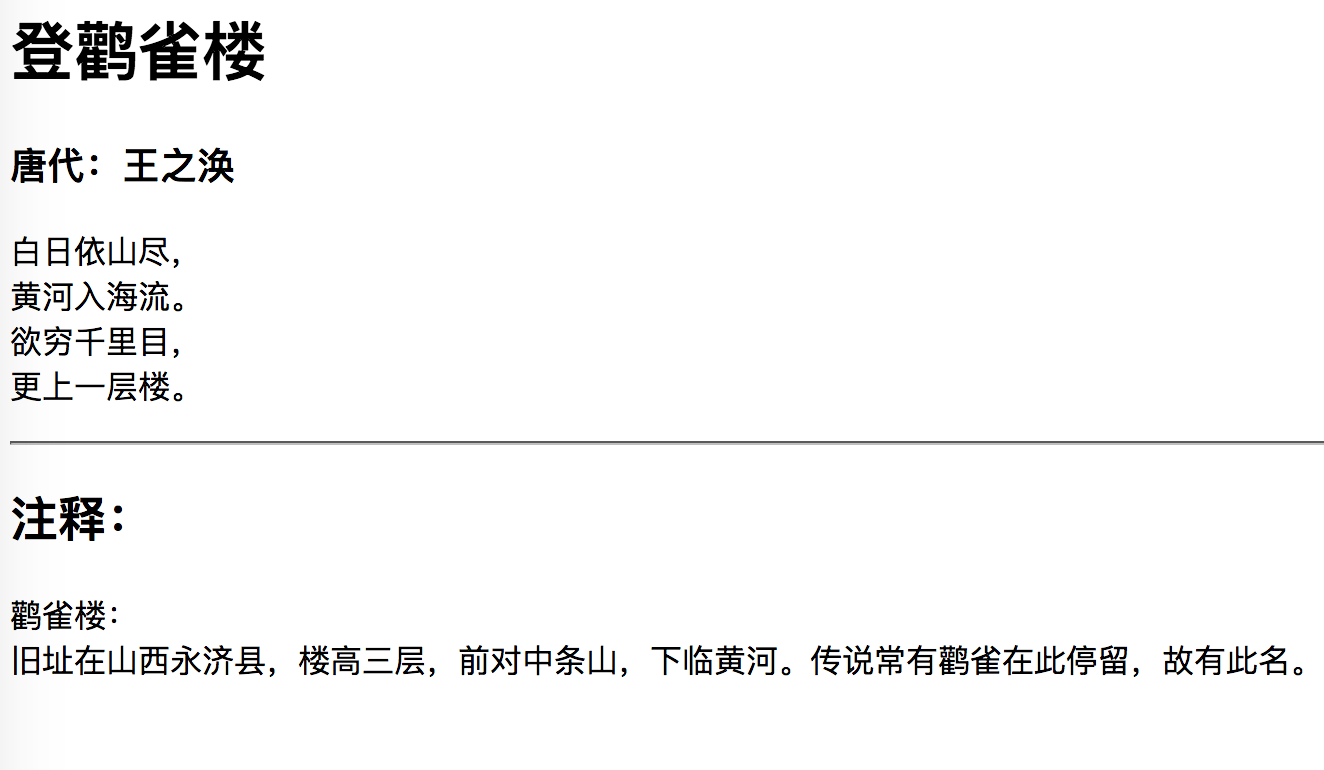 登鹳雀楼
唐代：王之涣
白日依山尽，
黄河入海流。
欲穷千里目，
更上一层楼。
注释：
鹳雀楼：
旧址在山西永济县，楼高三层，前对中条山，下临黄河。传说常有鹳雀在此停留，故有此名。